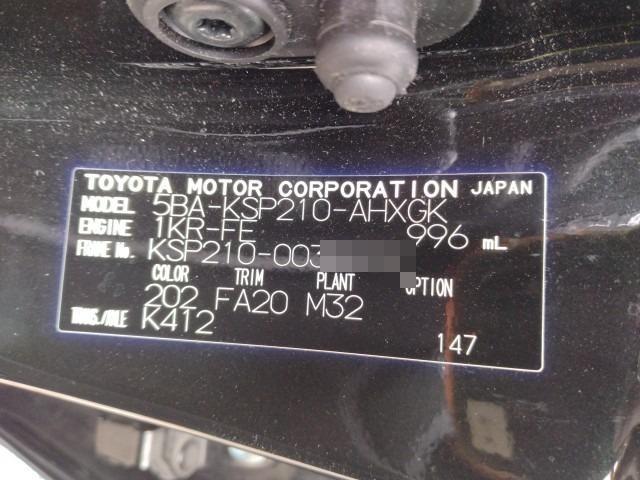 TOYOTA MOTOR CORPORATION JAPAN
MODEL 5BA-KSP210-AHXGK
ENGINE 1KR-FE 996 mL
FRAME No. KSP210-003
COLOR TRIM PLANT OPTION
202 FA20 M32
TRANS./AXLE K412
147